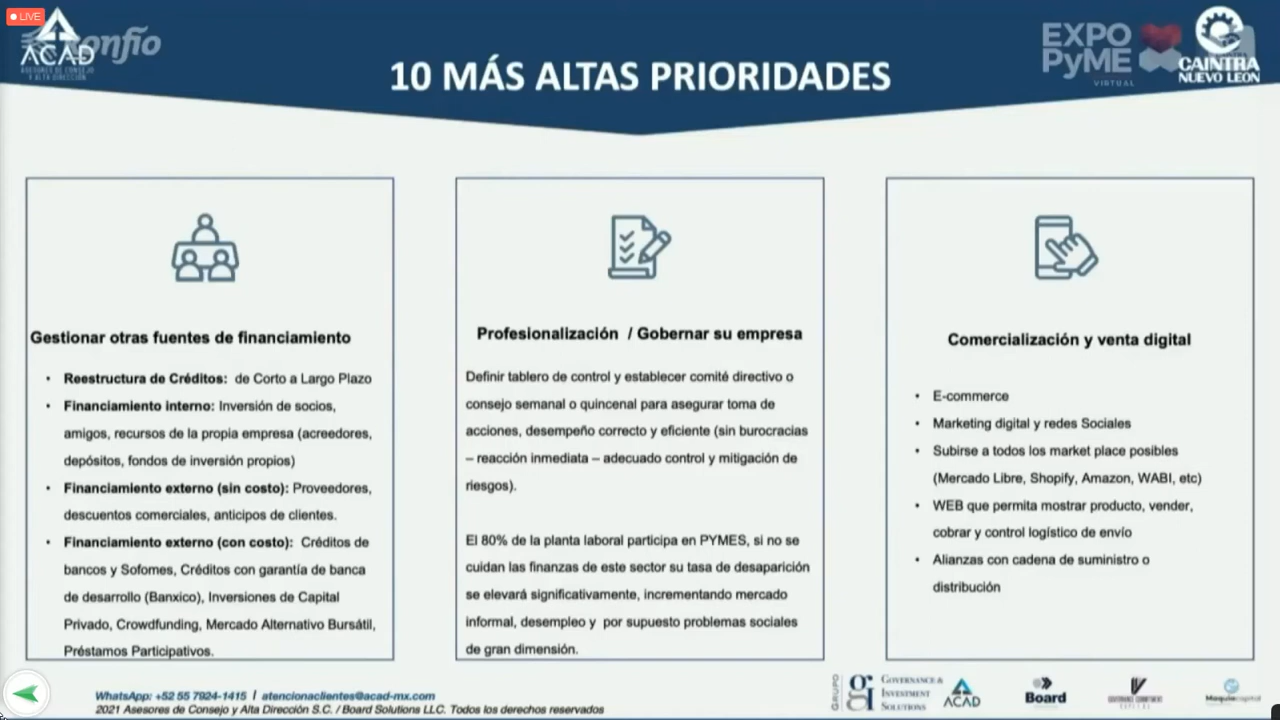 LIVE
ACAD
ASESORES DE CONSEJO
Y ALTA DIRECCIÓN
onfío
10 MÁS ALTAS PRIORIDADES
EXPO
PyME
VIRTUAL
CAINTRA
NUEVO LEÓN
Gestionar otras fuentes de financiamiento
• Reestructura de Créditos: de Corto a Largo Plazo
• Financiamiento interno: Inversión de socios,
amigos, recursos de la propia empresa (acreedores,
depósitos, fondos de inversión propios)
• Financiamiento externo (sin costo): Proveedores,
descuentos comerciales, anticipos de clientes.
• Financiamiento externo (con costo): Créditos de
bancos y Sofomes, Créditos con garantía de banca
de desarrollo (Banxico), Inversiones de Capital
Privado, Crowdfunding, Mercado Alternativo Bursátil,
Préstamos Participativos.
Profesionalización / Gobernar su empresa
Definir tablero de control y establecer comité directivo o
consejo semanal o quincenal para asegurar toma de
acciones, desempeño correcto y eficiente (sin burocracias
– reacción inmediata – adecuado control y mitigación de
riesgos).
El 80% de la planta laboral participa en PYMES, si no se
cuidan las finanzas de este sector su tasa de desaparición
se elevará significativamente, incrementando mercado
informal, desempleo y por supuesto problemas sociales
de gran dimensión.
Comercialización y venta digital
• E-commerce
• Marketing digital y redes Sociales
• Subirse a todos los market place posibles
(Mercado Libre, Shopify, Amazon, WABI, etc)
• WEB que permita mostrar producto, vender,
cobrar y control logístico de envío
• Alianzas con cadena de suministro o
distribución
WhatsApp: +52 55 7924-1415 I atencionaclientes@acad-mx.com
2021 Asesores de Consejo y Alta Dirección S.C. / Board Solutions LLC. Todos los derechos reservados
GRUPO
GOVERNANCE &
INVESTMENT
SOLUTIONS
ACAD
Board
GOVERNANCE COMMITMENT
CAPITAL